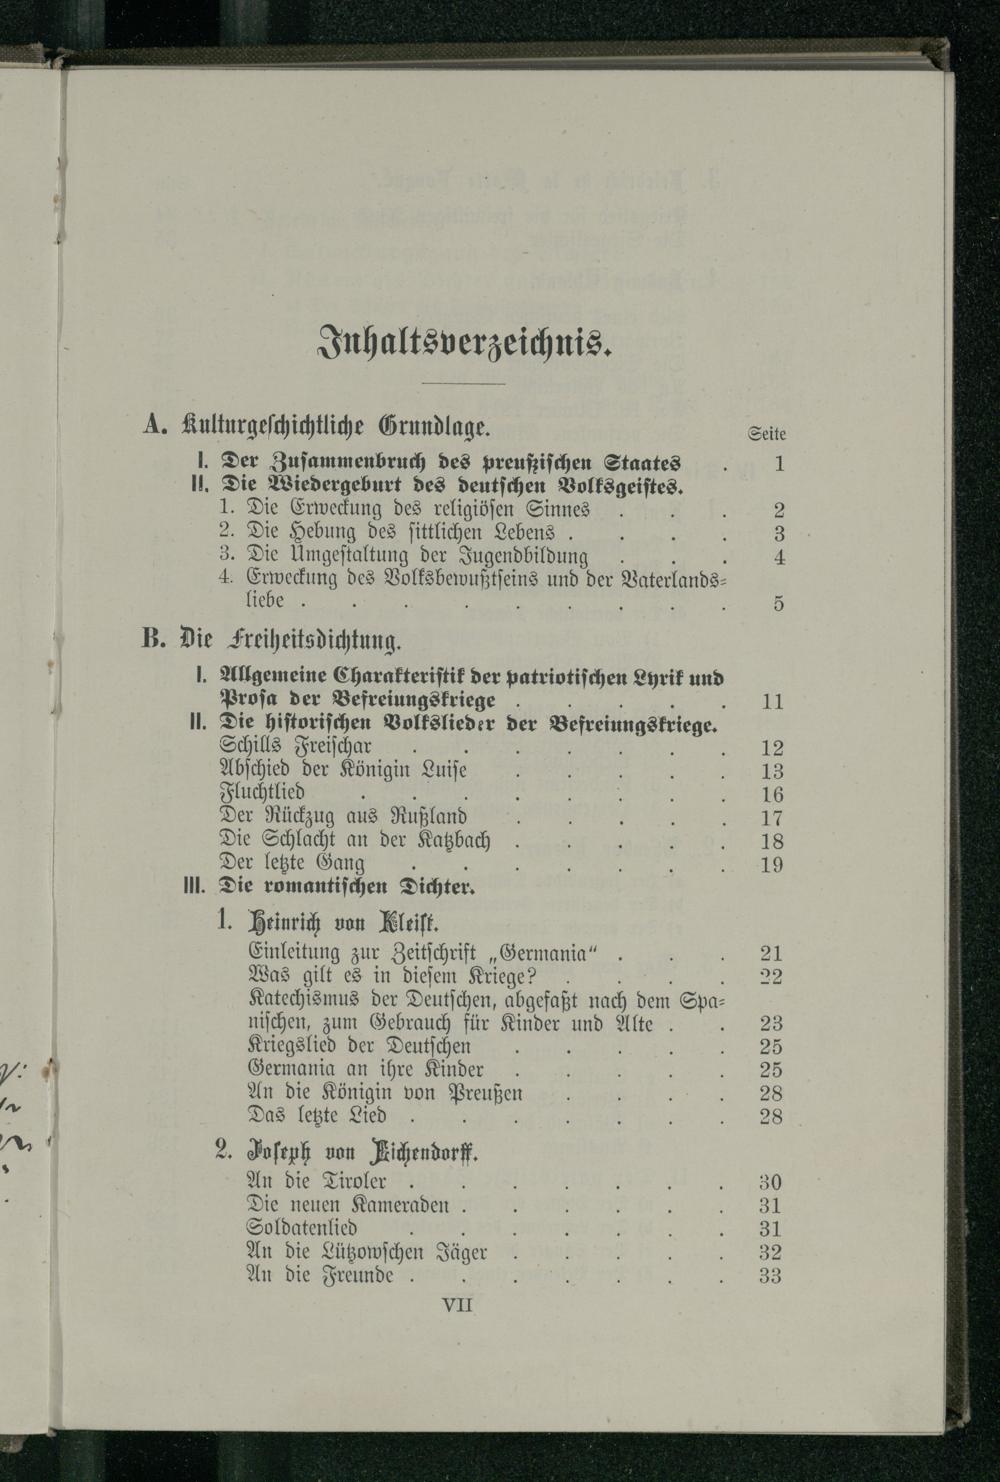 Inhaltsverzeichnis.
A. Kulturgeschichtliche Grundlage.
Seite
I. Der Zusammenbruch des preußischen Staates . 1
II. Die Wiedergeburt des deutschen Volksgeistes.
1. Die Erweckung des religiösen Sinnes . . . 2
2. Die Hebung des sittlichen Lebens . . . . 3
3. Die Umgestaltung der Jugendbildung . . . 4
4. Erweckung des Volksbewußtseins und der Vaterlands-
liebe . . . . . . . . . 5
B. Die Freiheitsdichtung.
I. Allgemeine Charakteristik der patriotischen Lyrik und
Prosa der Befreiungskriege . . . . . 11
II. Die historischen Volkslieder der Befreiungskriege.
Schills Freischar . . . . . . . 12
Abschied der Königin Luise . . . . . 13
Fluchtlied . . . . . . . . 16
Der Rückzug aus Rußland . . . . . 17
Die Schlacht an der Katzbach . . . . . 18
Der letzte Gang . . . . . . . 19
III. Die romantischen Dichter.
1. Heinrich von Kleist.
Einleitung zur Zeitschrift „Germania“ . . . 21
Was gilt es in diesem Kriege? . . . . 22
Katechismus der Deutschen, abgefaßt nach dem Spa-
nischen, zum Gebrauch für Kinder und Alte . . 23
Kriegslied der Deutschen . . . . . 25
Germania an ihre Kinder . . . . . 25
An die Königin von Preußen . . . . 28
Das letzte Lied . . . . . . . 28
2. Joseph von Eichendorff.
An die Tiroler . . . . . . . 30
Die neuen Kameraden . . . . . . 31
Soldatenlied . . . . . . . 31
An die Lützowschen Jäger . . . . . 32
An die Freunde . . . . . . . 33
VII